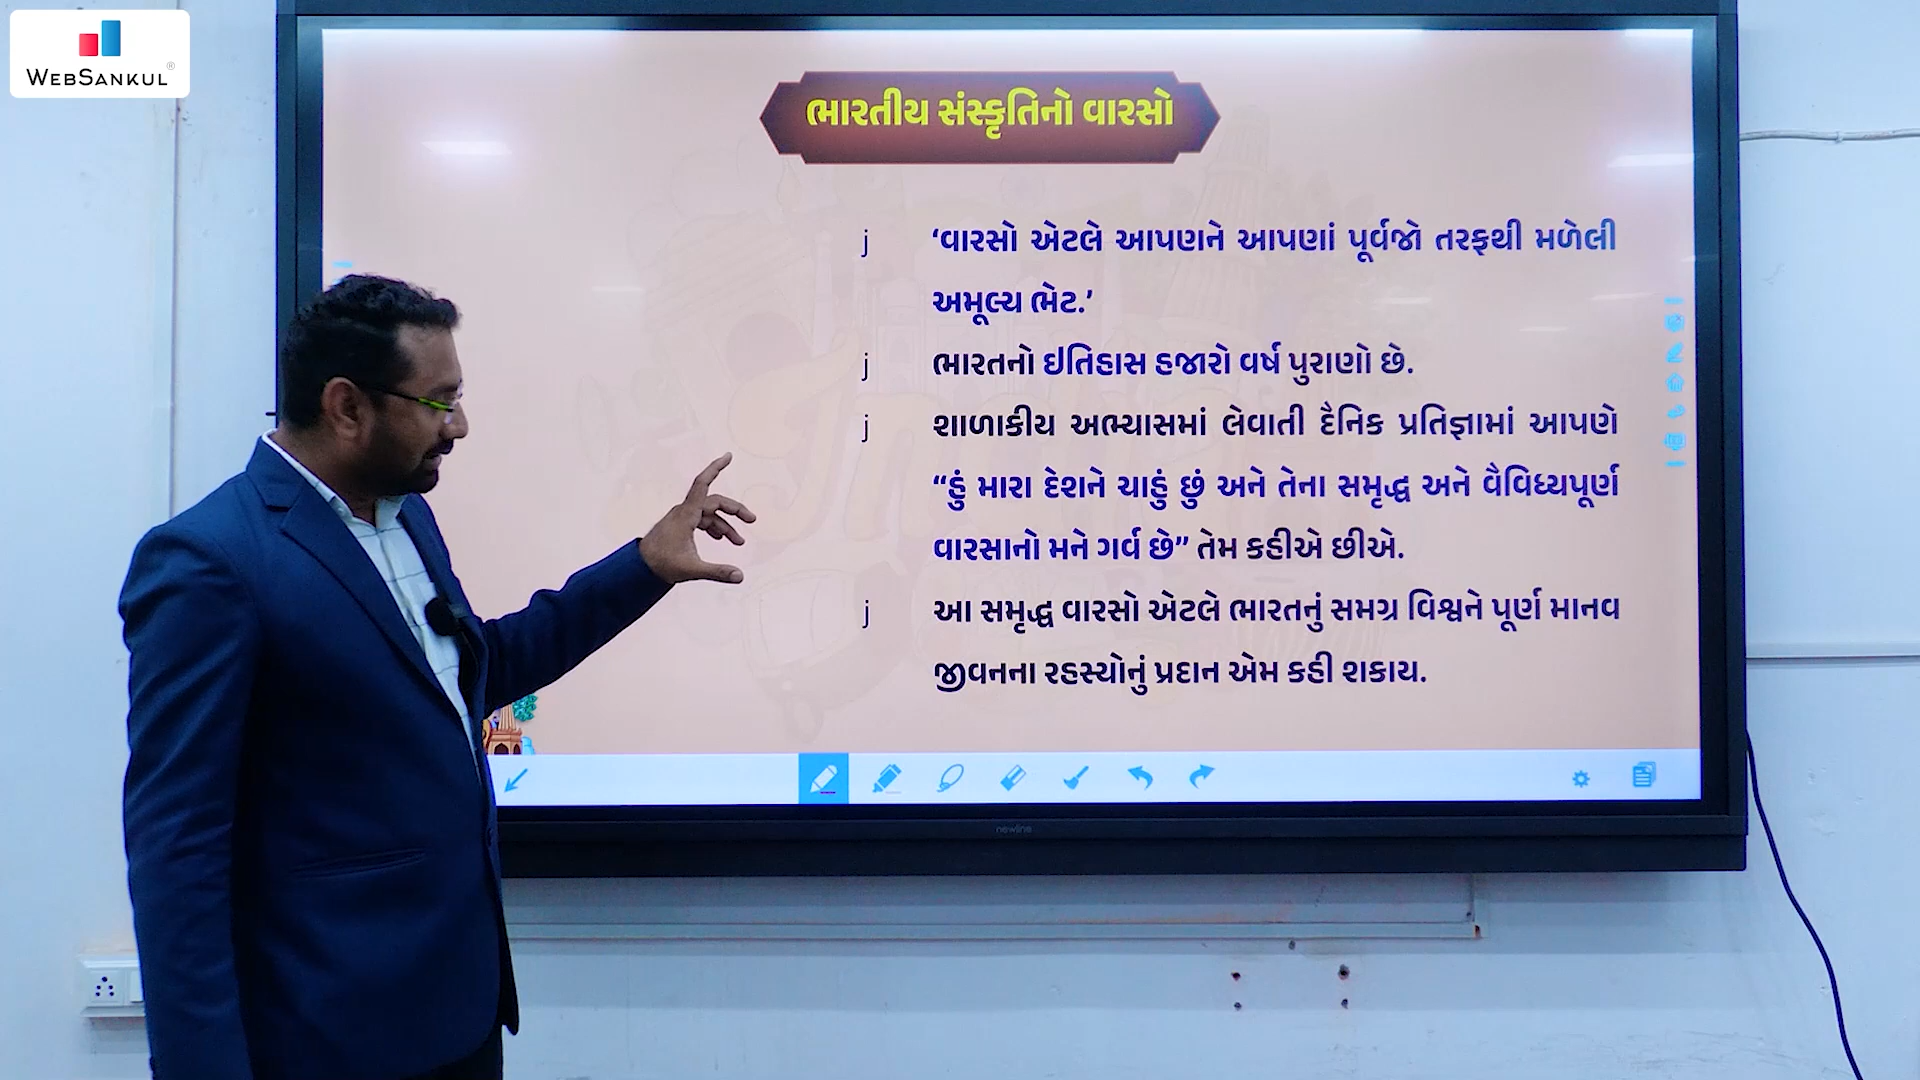 WEBSANKUL®
ભારતીય સંસ્કૃતિનો વારસો
j ‘વારસો એટલે આપણને આપણાં પૂર્વજો તરફથી મળેલી
અમૂલ્ય ભેટ.’
j ભારતનો ઇતિહાસ હજારો વર્ષ પુરાણો છે.
j શાળાકીય અભ્યાસમાં લેવાતી દૈનિક પ્રતિજ્ઞામાં આપણે
“હું મારા દેશને ચાહું છું અને તેના સમૃદ્ધ અને વૈવિધ્યપૂર્ણ
વારસાનો મને ગર્વ છે” તેમ કહીએ છીએ.
j આ સમૃદ્ધ વારસો એટલે ભારતનું સમગ્ર વિશ્વને પૂર્ણ માનવ
જીવનના રહસ્યોનું પ્રદાન એમ કહી શકાય.
newline